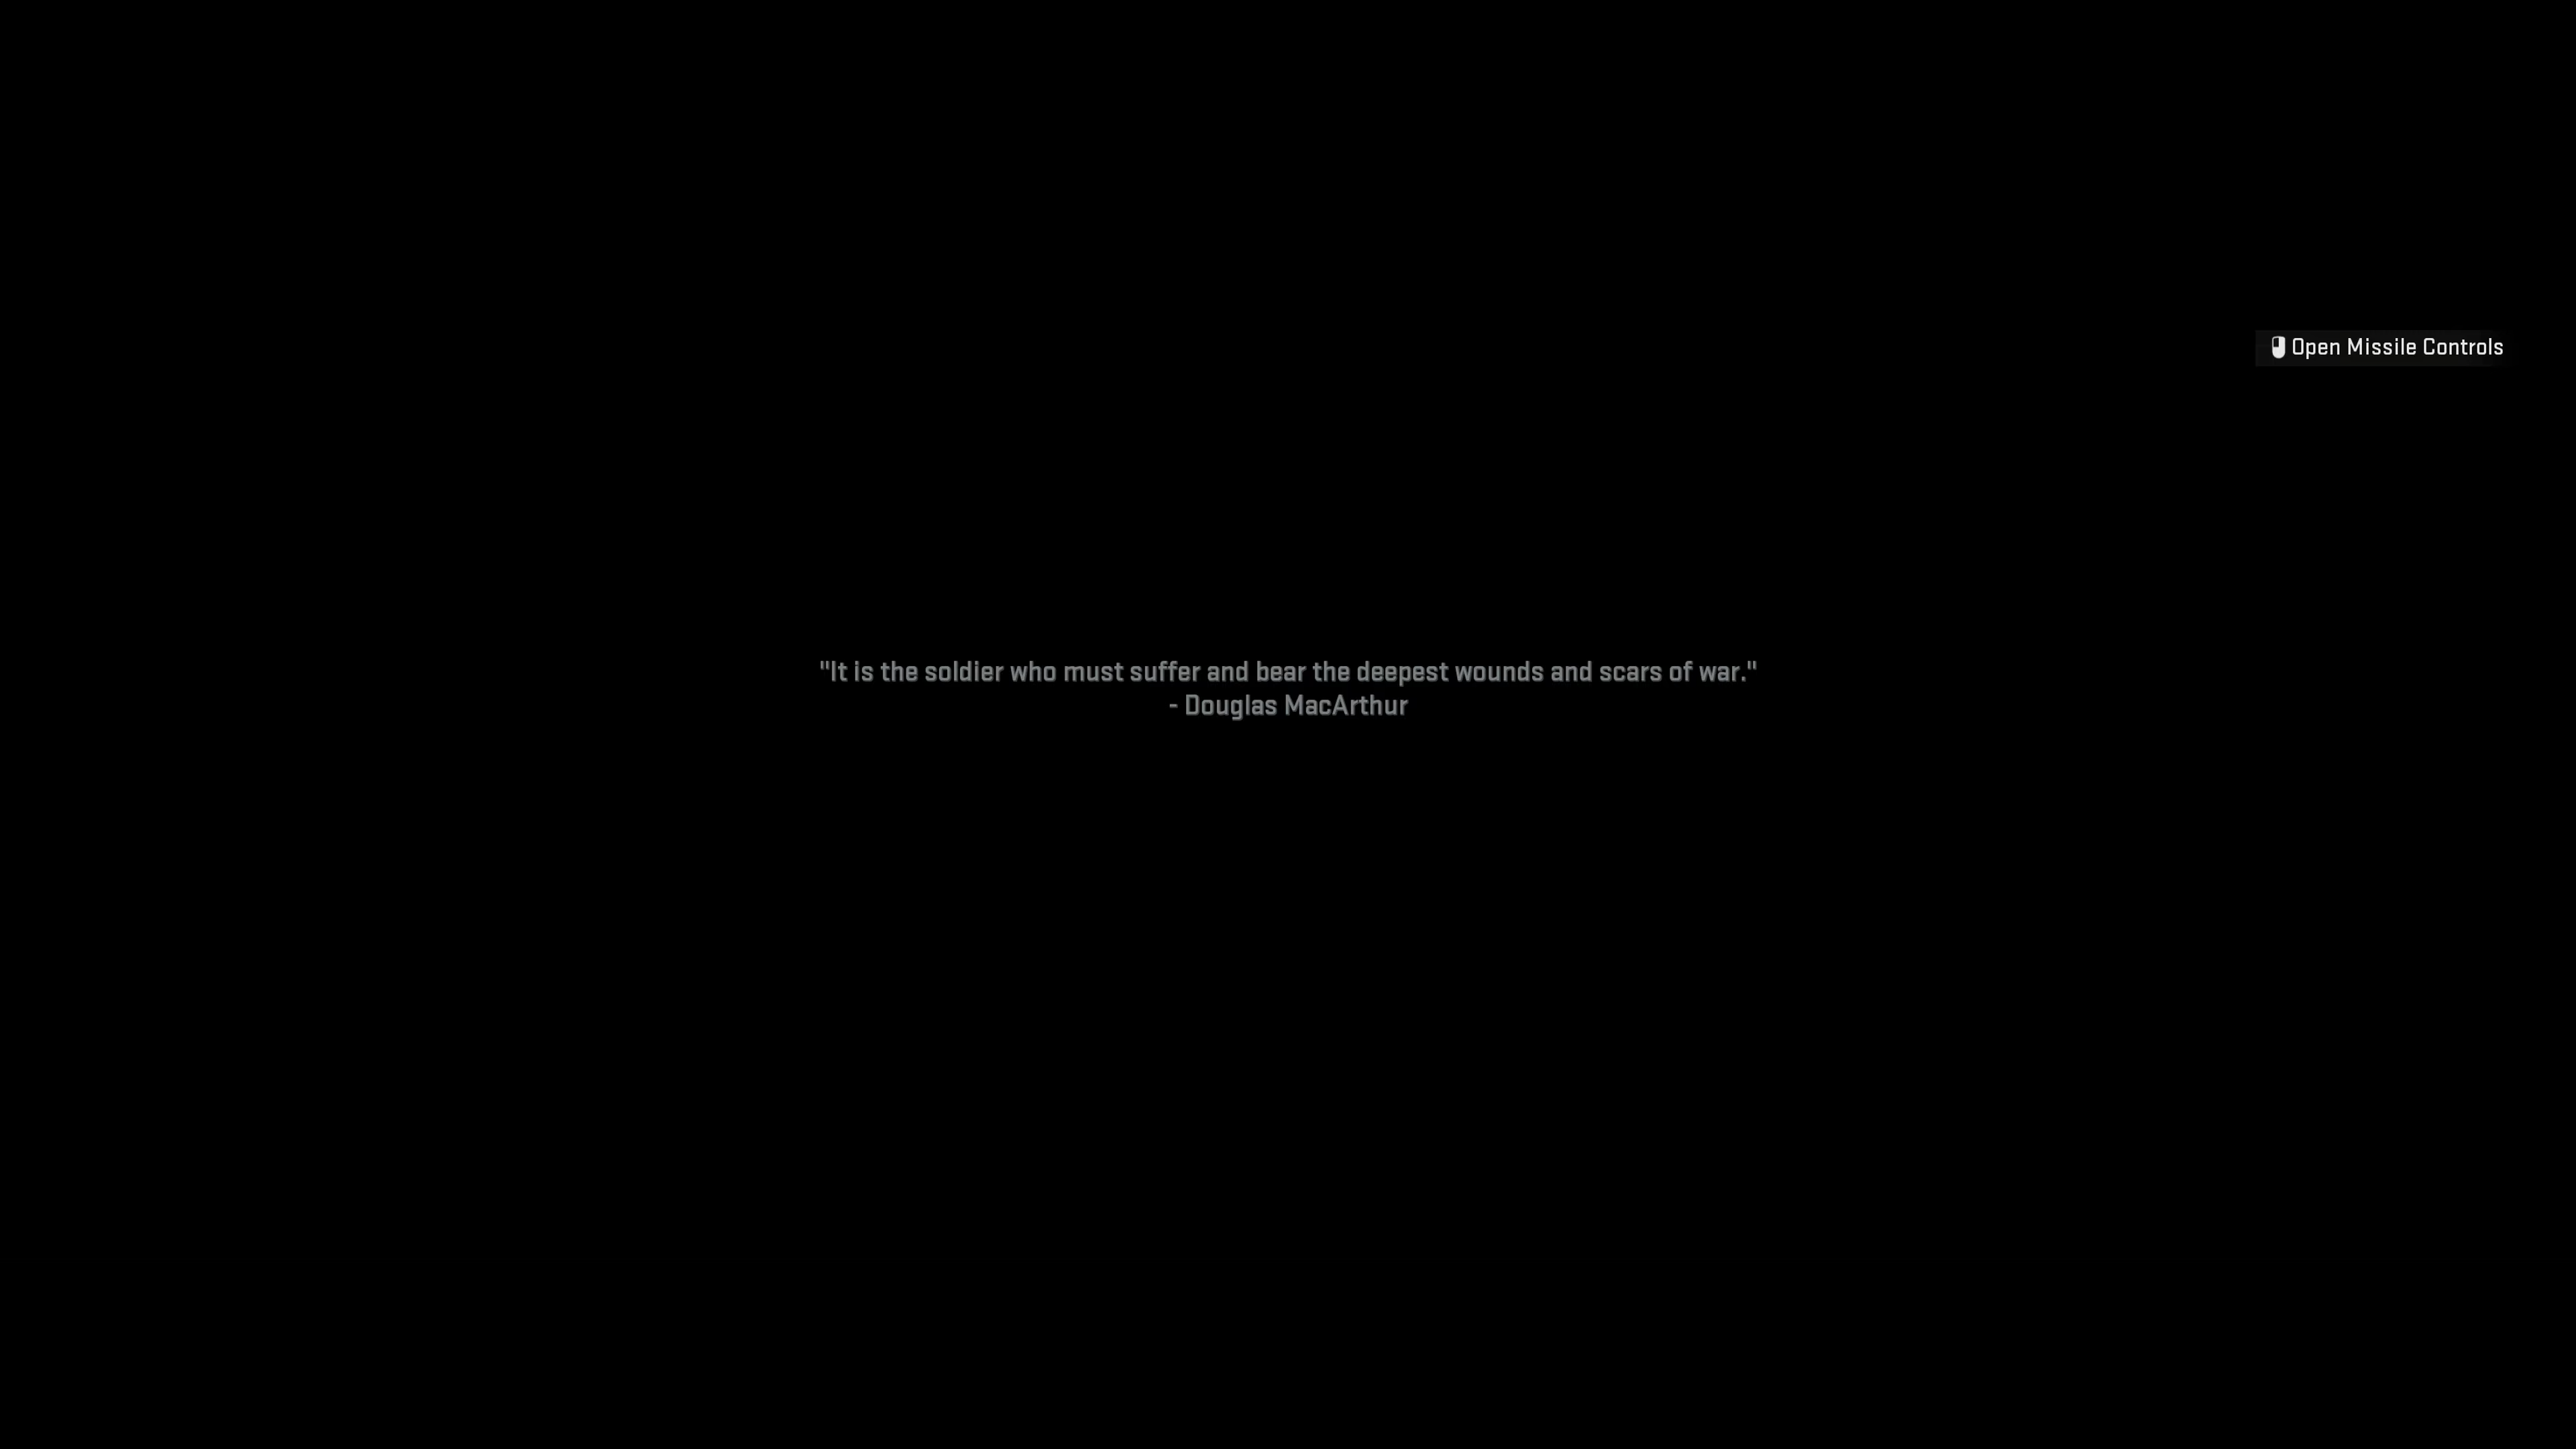 Open Missile Controls
"It is the soldier who must suffer and bear the deepest wounds and scars of war."
- Douglas MacArthur